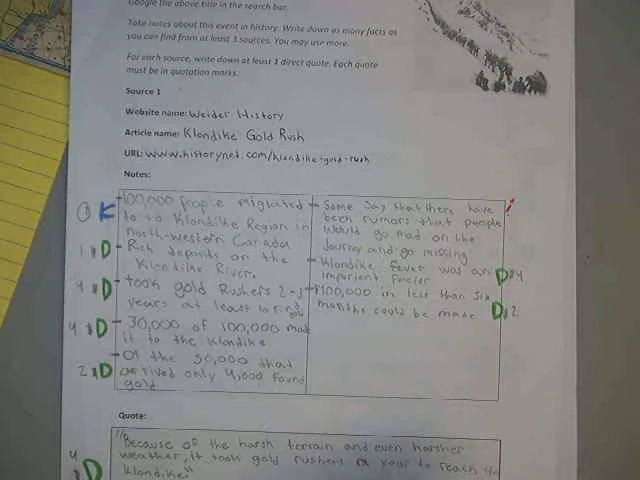 Google the above title in the search bar.
Take notes about this event in history. Write down as many facts as
you can find from at least 3 sources. You may use more.
For each source, write down at least 1 direct quote. Each quote
must be in quotation marks.
Source 1
Website name: Weider History
Article name: Klondike Gold Rush
URL: www.historynet.com/klondike-gold-rush
Notes:
K
- 100,000 people migrated
to to Klondike Region in
north-western Canada
1 D
- Rich deposits on the
Klondike River.
4 D
- took gold Rushers 2-3
years at least to find
gold
4 D
- 30,000 of 100,000 made
it to the Klondike
2 D
- Of the 30,000 that
arrived only 4,000 found
gold
- Some say that there have
been rumors that people
would go mad on the
Journey and go missing
- Klondike fever was an
important
D 4
- $100,000 in less than six
months could be made
D 2
Quote:
4
D
"Because of the harsh terrain and even harsher
weather, it took gold rushers a year to reach the
Klondike"